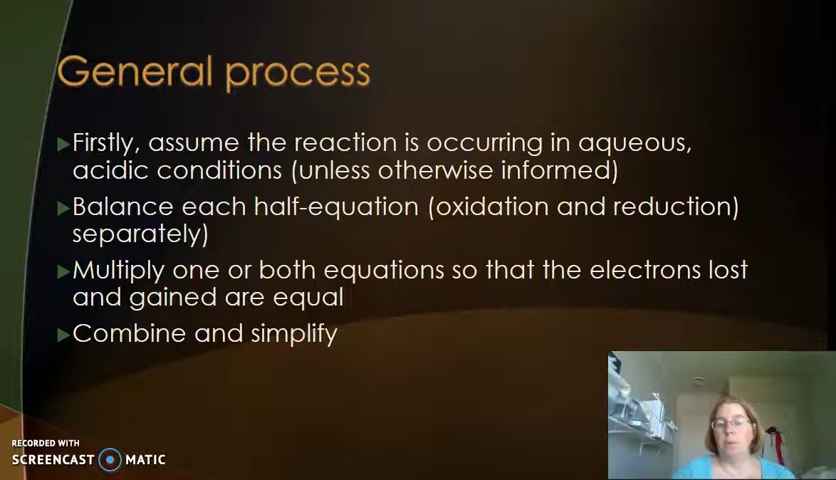 General process
Firstly, assume the reaction is occurring in aqueous,
acidic conditions (unless otherwise informed)
Balance each half-equation (oxidation and reduction)
separately)
Multiply one or both equations so that the electrons lost
and gained are equal
Combine and simplify
RECORDED WITH
SCREENCAST MATIC